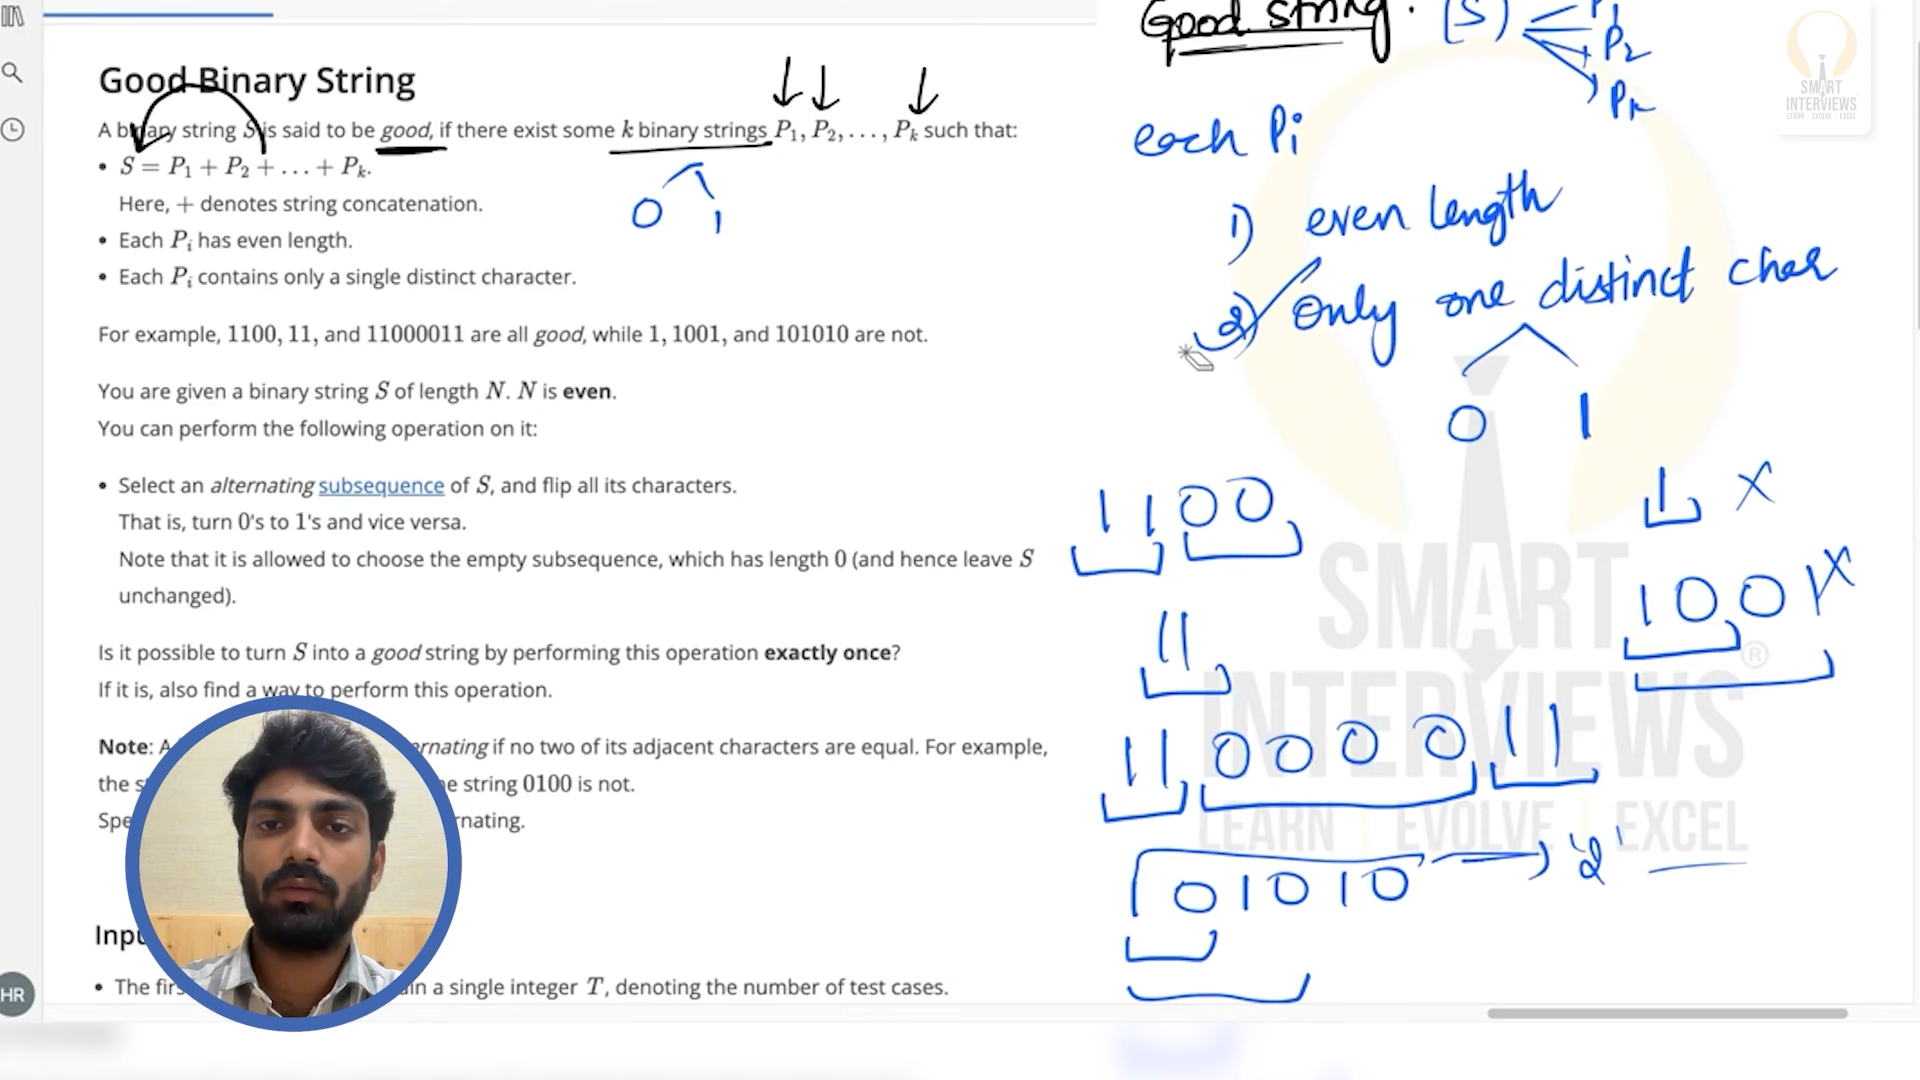 Good Binary String
A binary string S is said to be good, if there exist some k binary strings P₁, P₂, . . . , Pₖ such that:
• S = P₁ + P₂ + . . . + Pₖ.
Here, + denotes string concatenation.
• Each Pᵢ has even length.
• Each Pᵢ contains only a single distinct character.
For example, 1100, 11, and 11000011 are all good, while 1, 1001, and 101010 are not.
You are given a binary string S of length N. N is even.
You can perform the following operation on it:
• Select an alternating subsequence of S, and flip all its characters.
That is, turn 0's to 1's and vice versa.
Note that it is allowed to choose the empty subsequence, which has length 0 (and hence leave S
unchanged).
Is it possible to turn S into a good string by performing this operation exactly once?
If it is, also find a way to perform this operation.
Note: if no two of its adjacent characters are equal. For example,
the string 0100 is not.
• The in a single integer T, denoting the number of test cases.
HR
0 1
Good string. (S) P₁
P₂
Pₖ
each Pi
1) even length
2) only one distinct char
0 1
1100
1 X
1001 X
11
11000011
101010 → '2'
SMART
INTERVIEWS
LEARN | EVOLVE | EXCEL
SMART
INTERVIEWS®
LEARN | EVOLVE | EXCEL